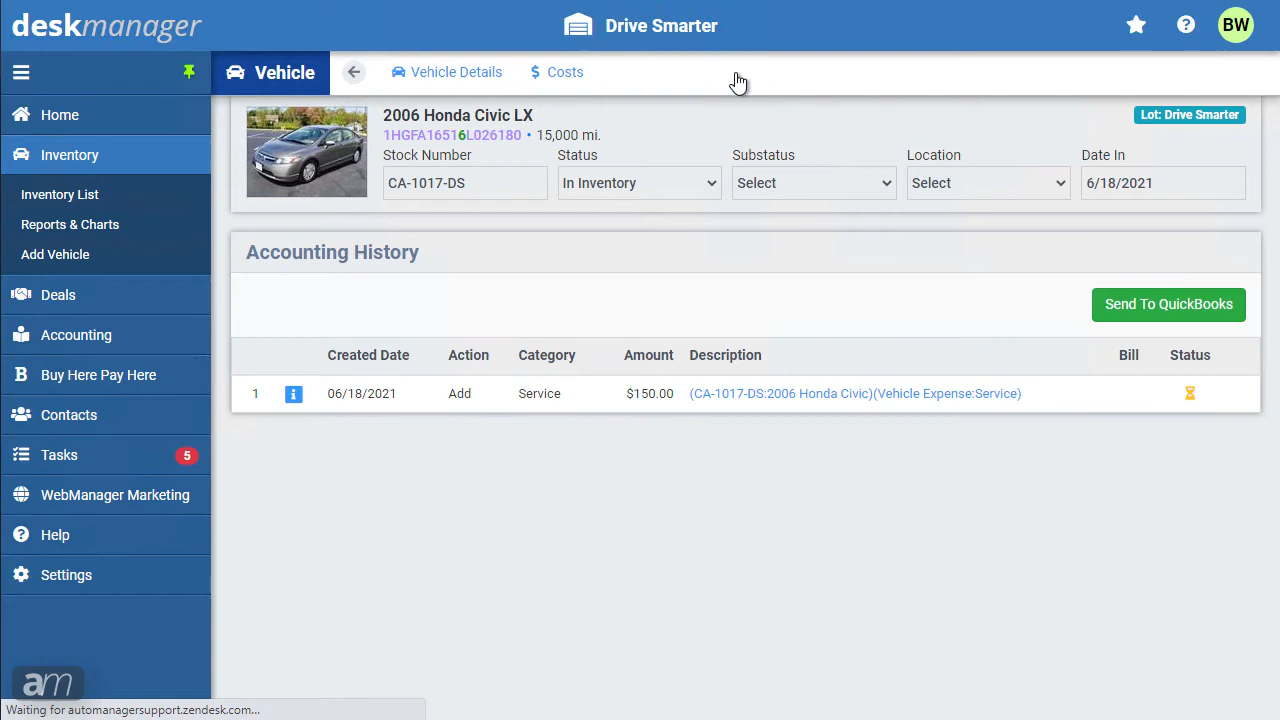 deskmanager
Drive Smarter
BW
Vehicle
Vehicle Details
$ Costs
Home
Inventory
Inventory List
Reports & Charts
Add Vehicle
Deals
Accounting
B Buy Here Pay Here
Contacts
Tasks 5
WebManager Marketing
Help
Settings
am
2006 Honda Civic LX
Lot: Drive Smarter
1HGFA16516L026180 • 15,000 mi.
Stock Number Status Substatus Location Date In
CA-1017-DS In Inventory Select Select 6/18/2021
Accounting History
Send To QuickBooks
Created Date Action Category Amount Description Bill Status
1 06/18/2021 Add Service $150.00 (CA-1017-DS:2006 Honda Civic)(Vehicle Expense:Service)
Waiting for automanagersupport.zendesk.com...